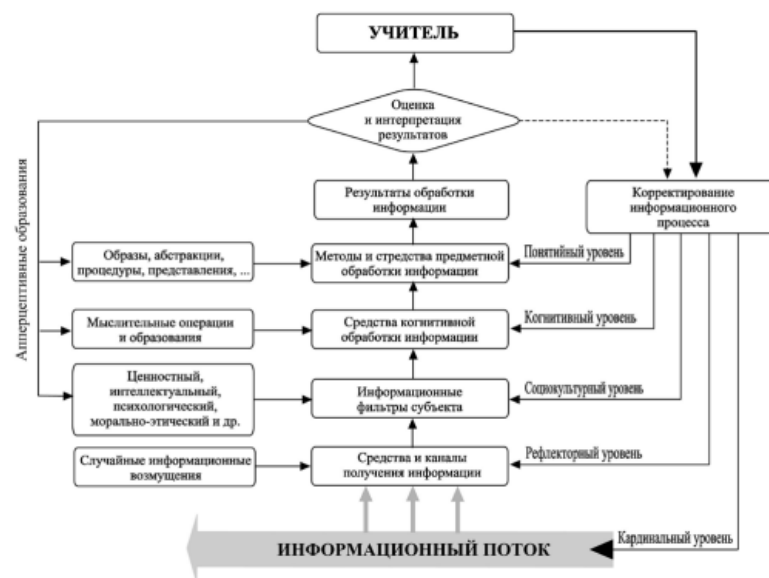 УЧИТЕЛЬ
Оценка
и интерпретация
результатов
Апперцептивные образования
Результаты обработки
информации
Корректирование
информационного
процесса
Образы, абстракции,
процедуры, представления, ...
Методы и стредства предметной
обработки информации
Понятийный уровень
Мыслительные операции
и образования
Средства когнитивной
обработки информации
Когнитивный уровень
Ценностный,
интеллектуальный,
психологический,
морально-этический и др.
Информационные
фильтры субъекта
Социокультурный уровень
Случайные информационные
возмущения
Средства и каналы
получения информации
Рефлекторный уровень
ИНФОРМАЦИОННЫЙ ПОТОК
Кардинальный уровень